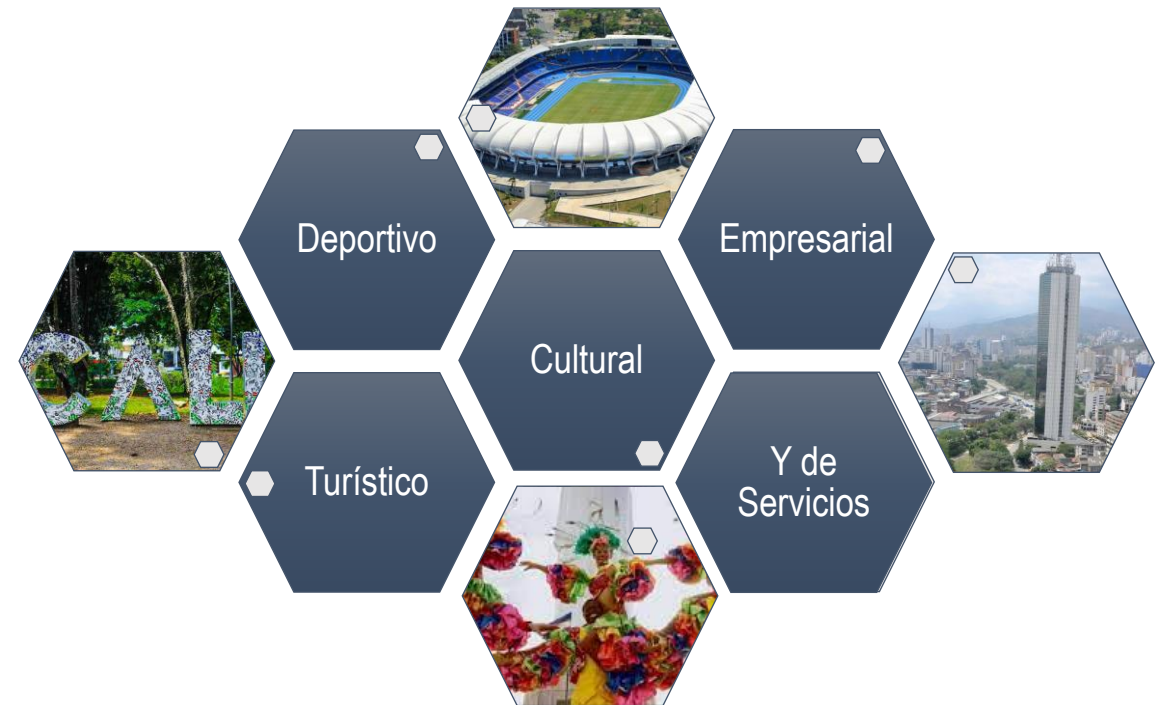 Deportivo
Empresarial
CALI
Cultural
Turístico
Y de
Servicios